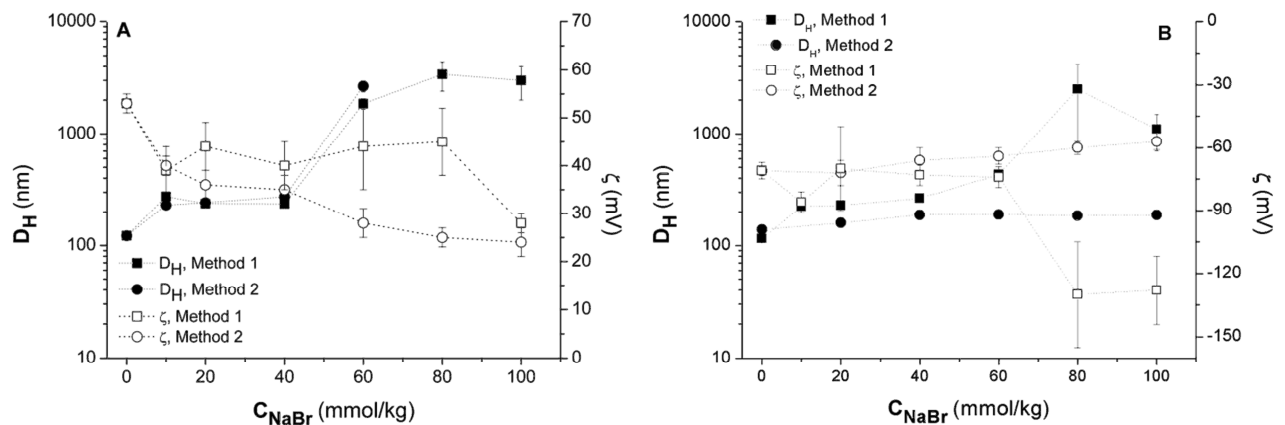 A
10000
1000
100
10
D_H (nm)
70
60
50
40
30
20
10
0
ζ (mV)
D_H, Method 1
D_H, Method 2
ζ, Method 1
ζ, Method 2
0 20 40 60 80 100
C_NaBr (mmol/kg)
B
D_H, Method 1
D_H, Method 2
ζ, Method 1
ζ, Method 2
10000
1000
100
10
D_H (nm)
0
-30
-60
-90
-120
-150
ζ (mV)
0 20 40 60 80 100
C_NaBr (mmol/kg)